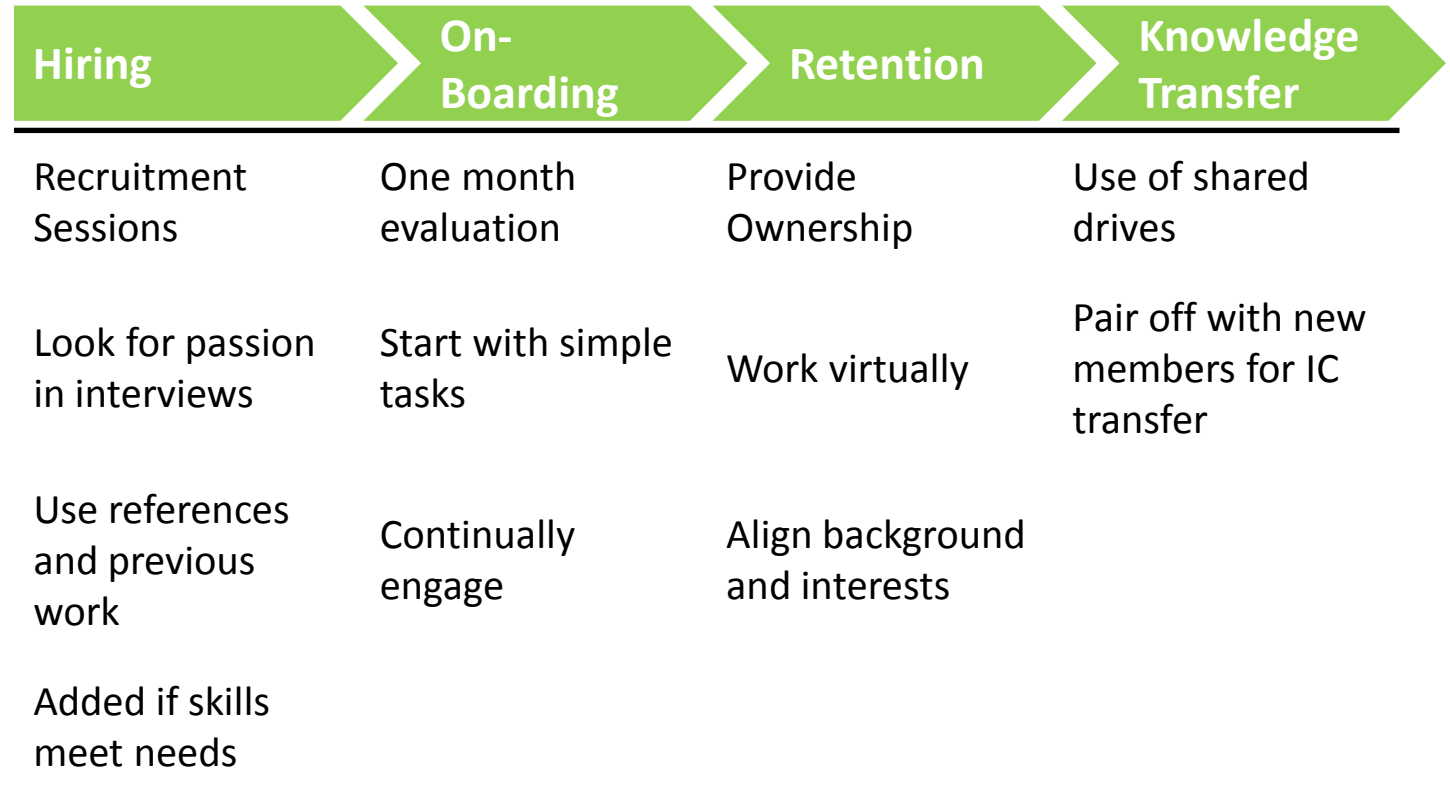 Hiring
On-
Boarding
Retention
Knowledge
Transfer
Recruitment
Sessions
One month
evaluation
Provide
Ownership
Use of shared
drives
Look for passion
in interviews
Start with simple
tasks
Work virtually
Pair off with new
members for IC
transfer
Use references
and previous
work
Continually
engage
Align background
and interests
Added if skills
meet needs